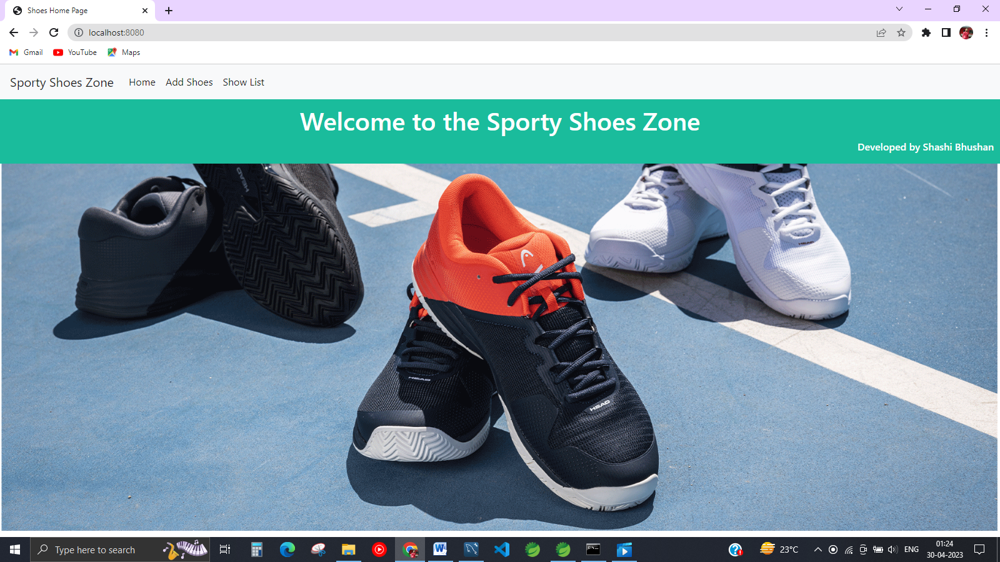 Shoes Home Page
localhost:8080
Gmail YouTube Maps
Sporty Shoes Zone Home Add Shoes Show List
Welcome to the Sporty Shoes Zone
Developed by Shashi Bhushan
HEAD
HEAD
HEAD
HEAD
Type here to search
23°C
ENG
01:24
30-04-2023